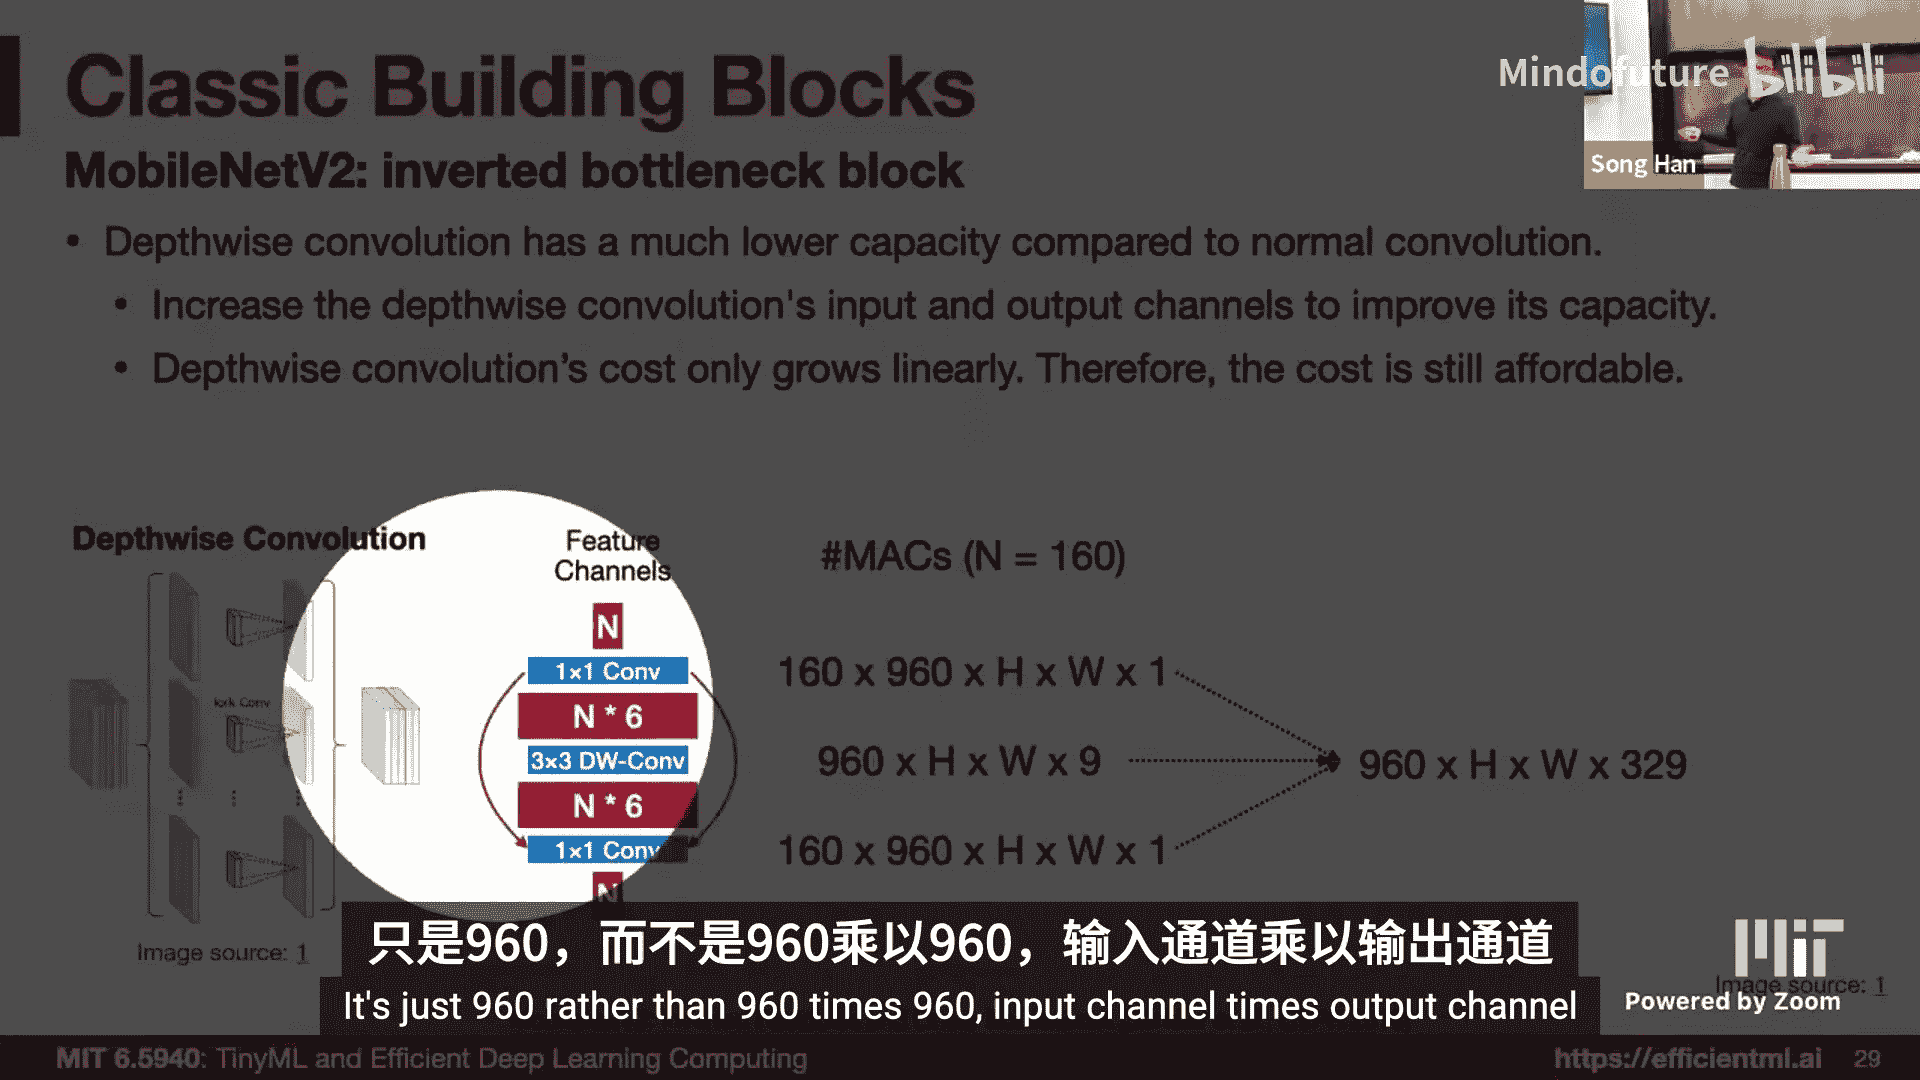 Classic Building Blocks
Mindofuture bilibili
Song Han
MobileNetV2: inverted bottleneck block
• Depthwise convolution has a much lower capacity compared to normal convolution.
• Increase the depthwise convolution's input and output channels to improve its capacity.
• Depthwise convolution’s cost only grows linearly. Therefore, the cost is still affordable.
Depthwise Convolution
Feature
Channels
#MACs (N = 160)
N
1×1 Conv
160 x 960 x H x W x 1
N * 6
3×3 DW-Conv
960 x H x W x 9
960 x H x W x 329
N * 6
1×1 Conv
160 x 960 x H x W x 1
N
Image source: 1
只是960，而不是960乘以960，输入通道乘以输出通道
It's just 960 rather than 960 times 960, input channel times output channel
MIT
Image source: 1
Powered by Zoom
MIT 6.5940: TinyML and Efficient Deep Learning Computing
https://efficientml.ai
29